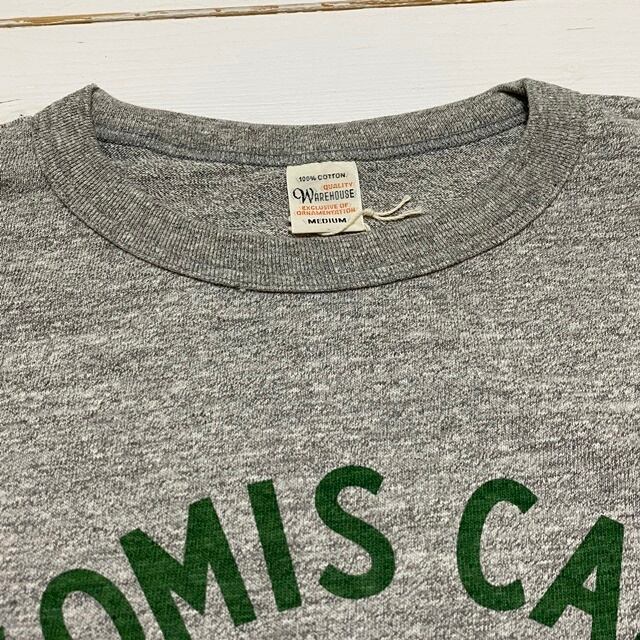 100% COTTON
QUALITY
WAREHOUSE
EXCLUSIVE OF
ORNAMENTATION
MEDIUM
OMIS CA